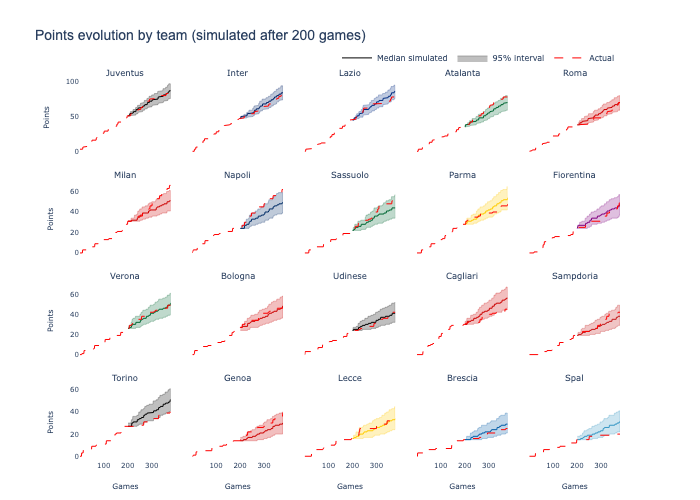 Points evolution by team (simulated after 200 games)
Median simulated 95% interval Actual
Juventus Inter Lazio Atalanta Roma
100
50
0
Points
Milan Napoli Sassuolo Parma Fiorentina
60
40
20
0
Points
Verona Bologna Udinese Cagliari Sampdoria
60
40
20
0
Points
Torino Genoa Lecce Brescia Spal
60
40
20
0
Points
100 200 300 100 200 300 100 200 300 100 200 300 100 200 300
Games Games Games Games Games